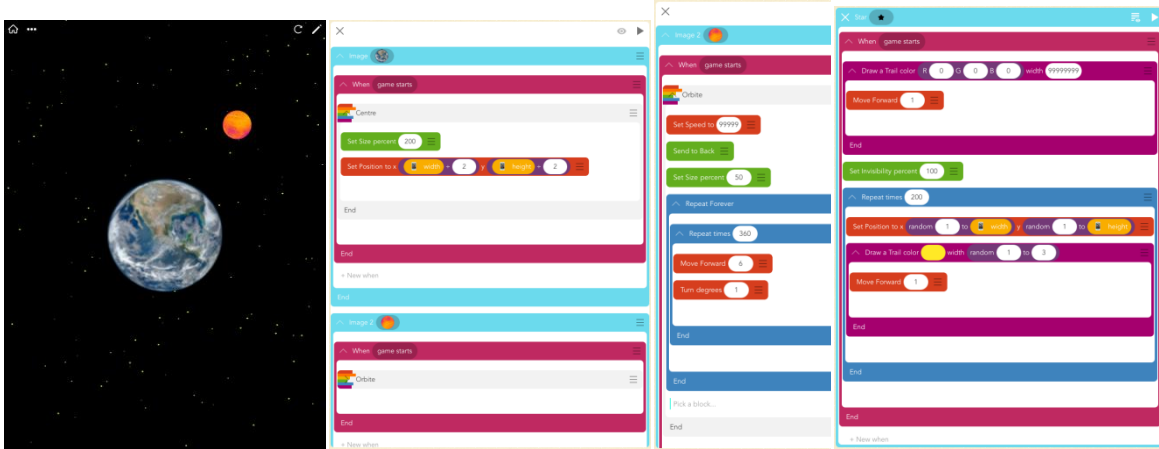 Image
When game starts
Centre
Set Size percent 200
Set Position to x width ÷ 2 y height ÷ 2
End
End
+ New when
End
Image 2
When game starts
Orbite
End
+ New when
Image 2
When game starts
Orbite
Set Speed to 99999
Send to Back
Set Size percent 50
Repeat Forever
Repeat times 360
Move Forward 6
Turn degrees 1
End
End
Pick a block...
End
Star
When game starts
Draw a Trail color R 0 G 0 B 0 width 99999999
Move Forward 1
End
Set Invisibility percent 100
Repeat times 200
Set Position to x random 1 to width y random 1 to height
Draw a Trail color width random 1 to 3
Move Forward 1
End
End
End
+ New when